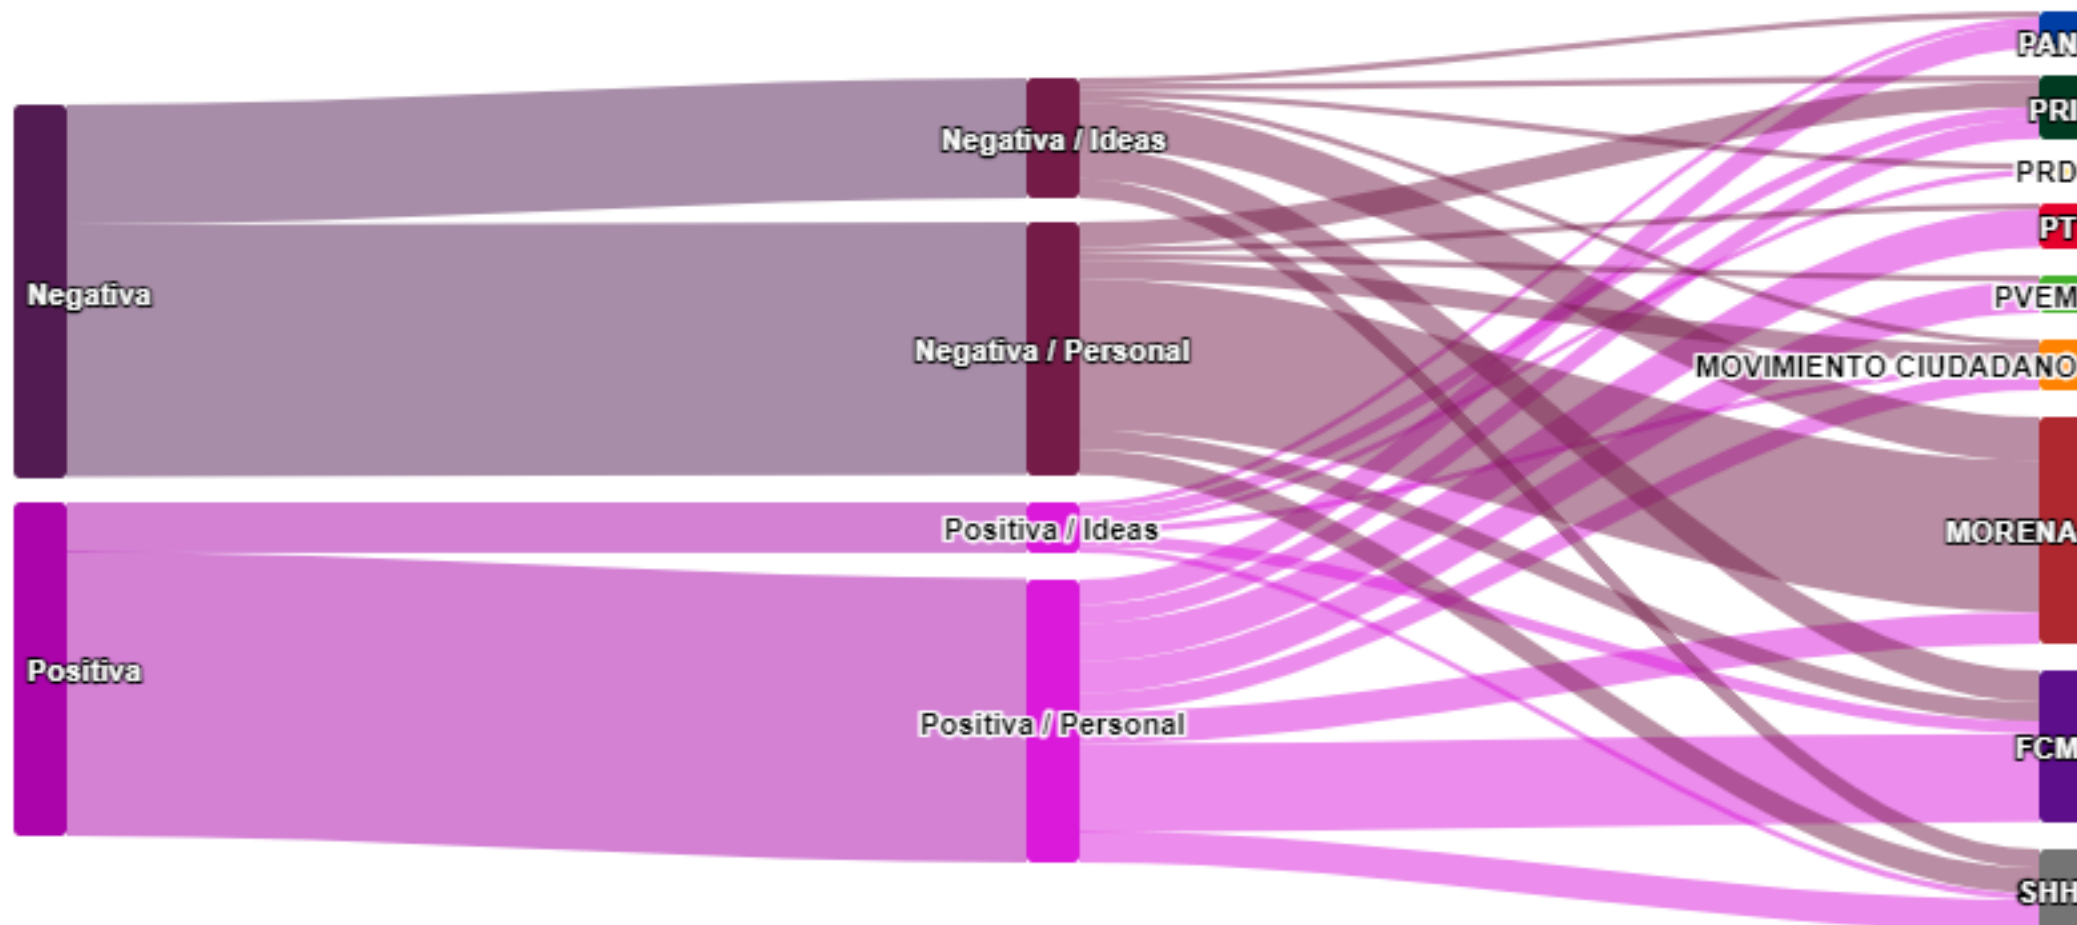 Negativa
Positiva
Negativa / Ideas
Negativa / Personal
Positiva / Ideas
Positiva / Personal
PAN
PRI
PRD
PT
PVEM
MOVIMIENTO CIUDADANO
MORENA
FCM
SHH